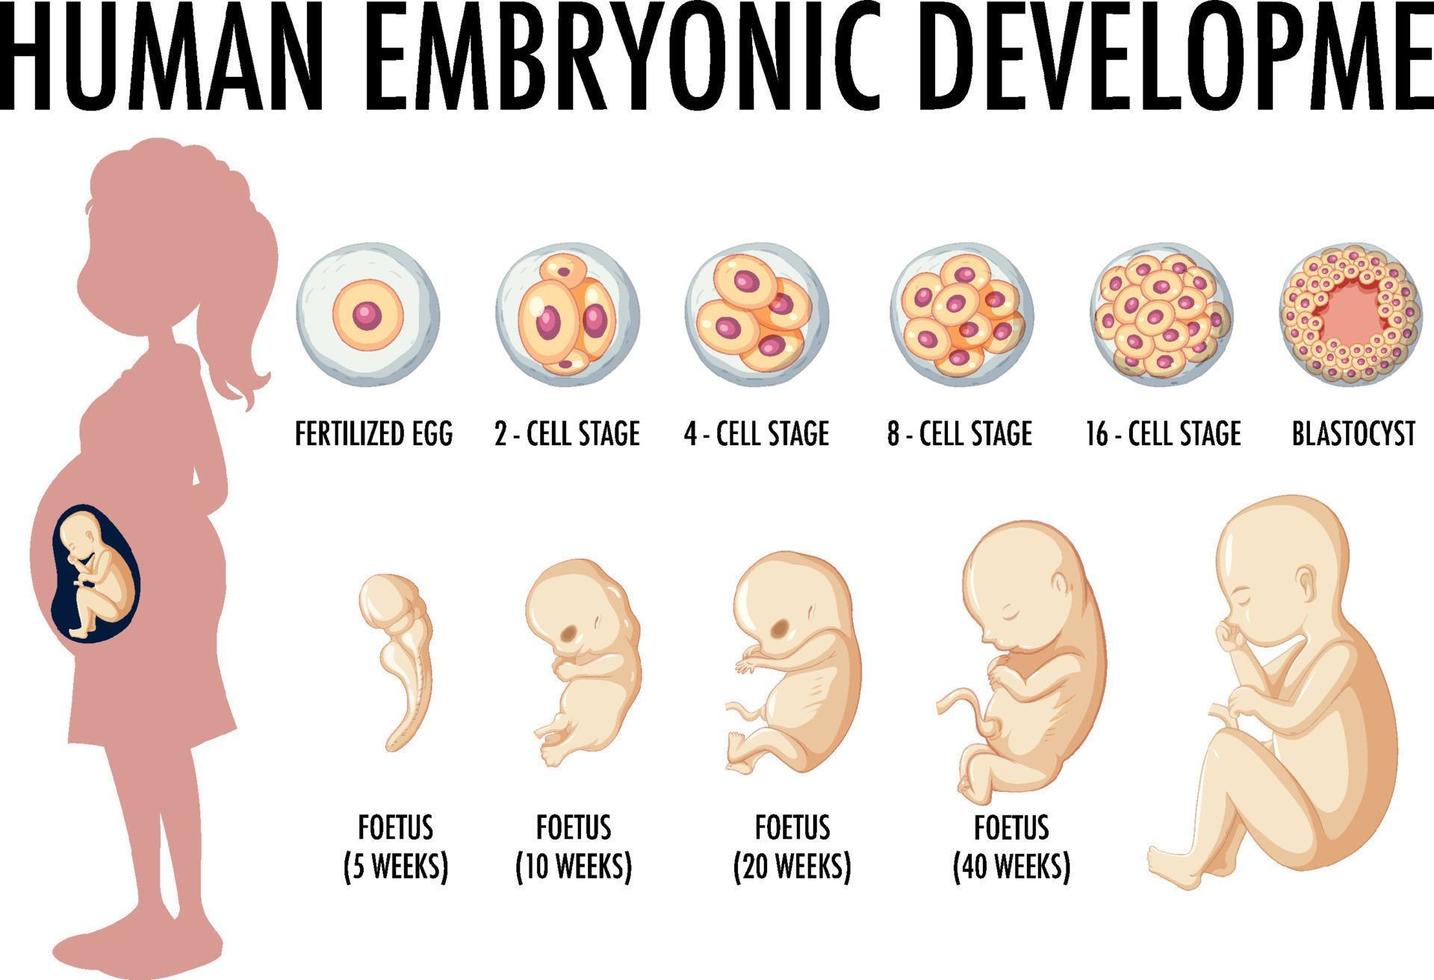 HUMAN EMBRYONIC DEVELOPME
FERTILIZED EGG
2 - CELL STAGE
4 - CELL STAGE
8 - CELL STAGE
16 - CELL STAGE
BLASTOCYST
FOETUS
(5 WEEKS)
FOETUS
(10 WEEKS)
FOETUS
(20 WEEKS)
FOETUS
(40 WEEKS)